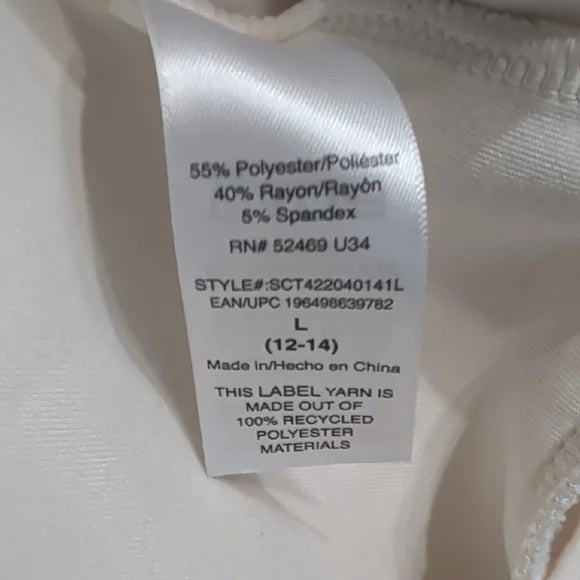 55% Polyester/Poliéster
40% Rayon/Rayón
5% Spandex
RN# 52469 U34
STYLE#:SCT422040141L
EAN/UPC 196498639782
L
(12-14)
Made in/Hecho en China
THIS LABEL YARN IS
MADE OUT OF
100% RECYCLED
POLYESTER
MATERIALS